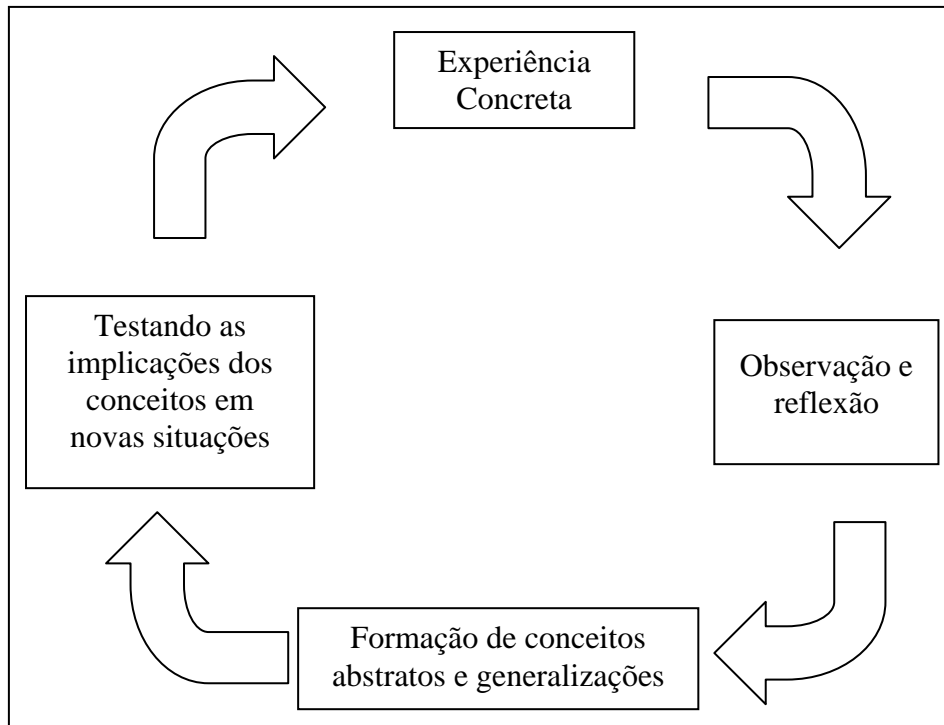 Experiência
Concreta
Observação e
reflexão
Formação de conceitos
abstratos e generalizações
Testando as
implicações dos
conceitos em
novas situações